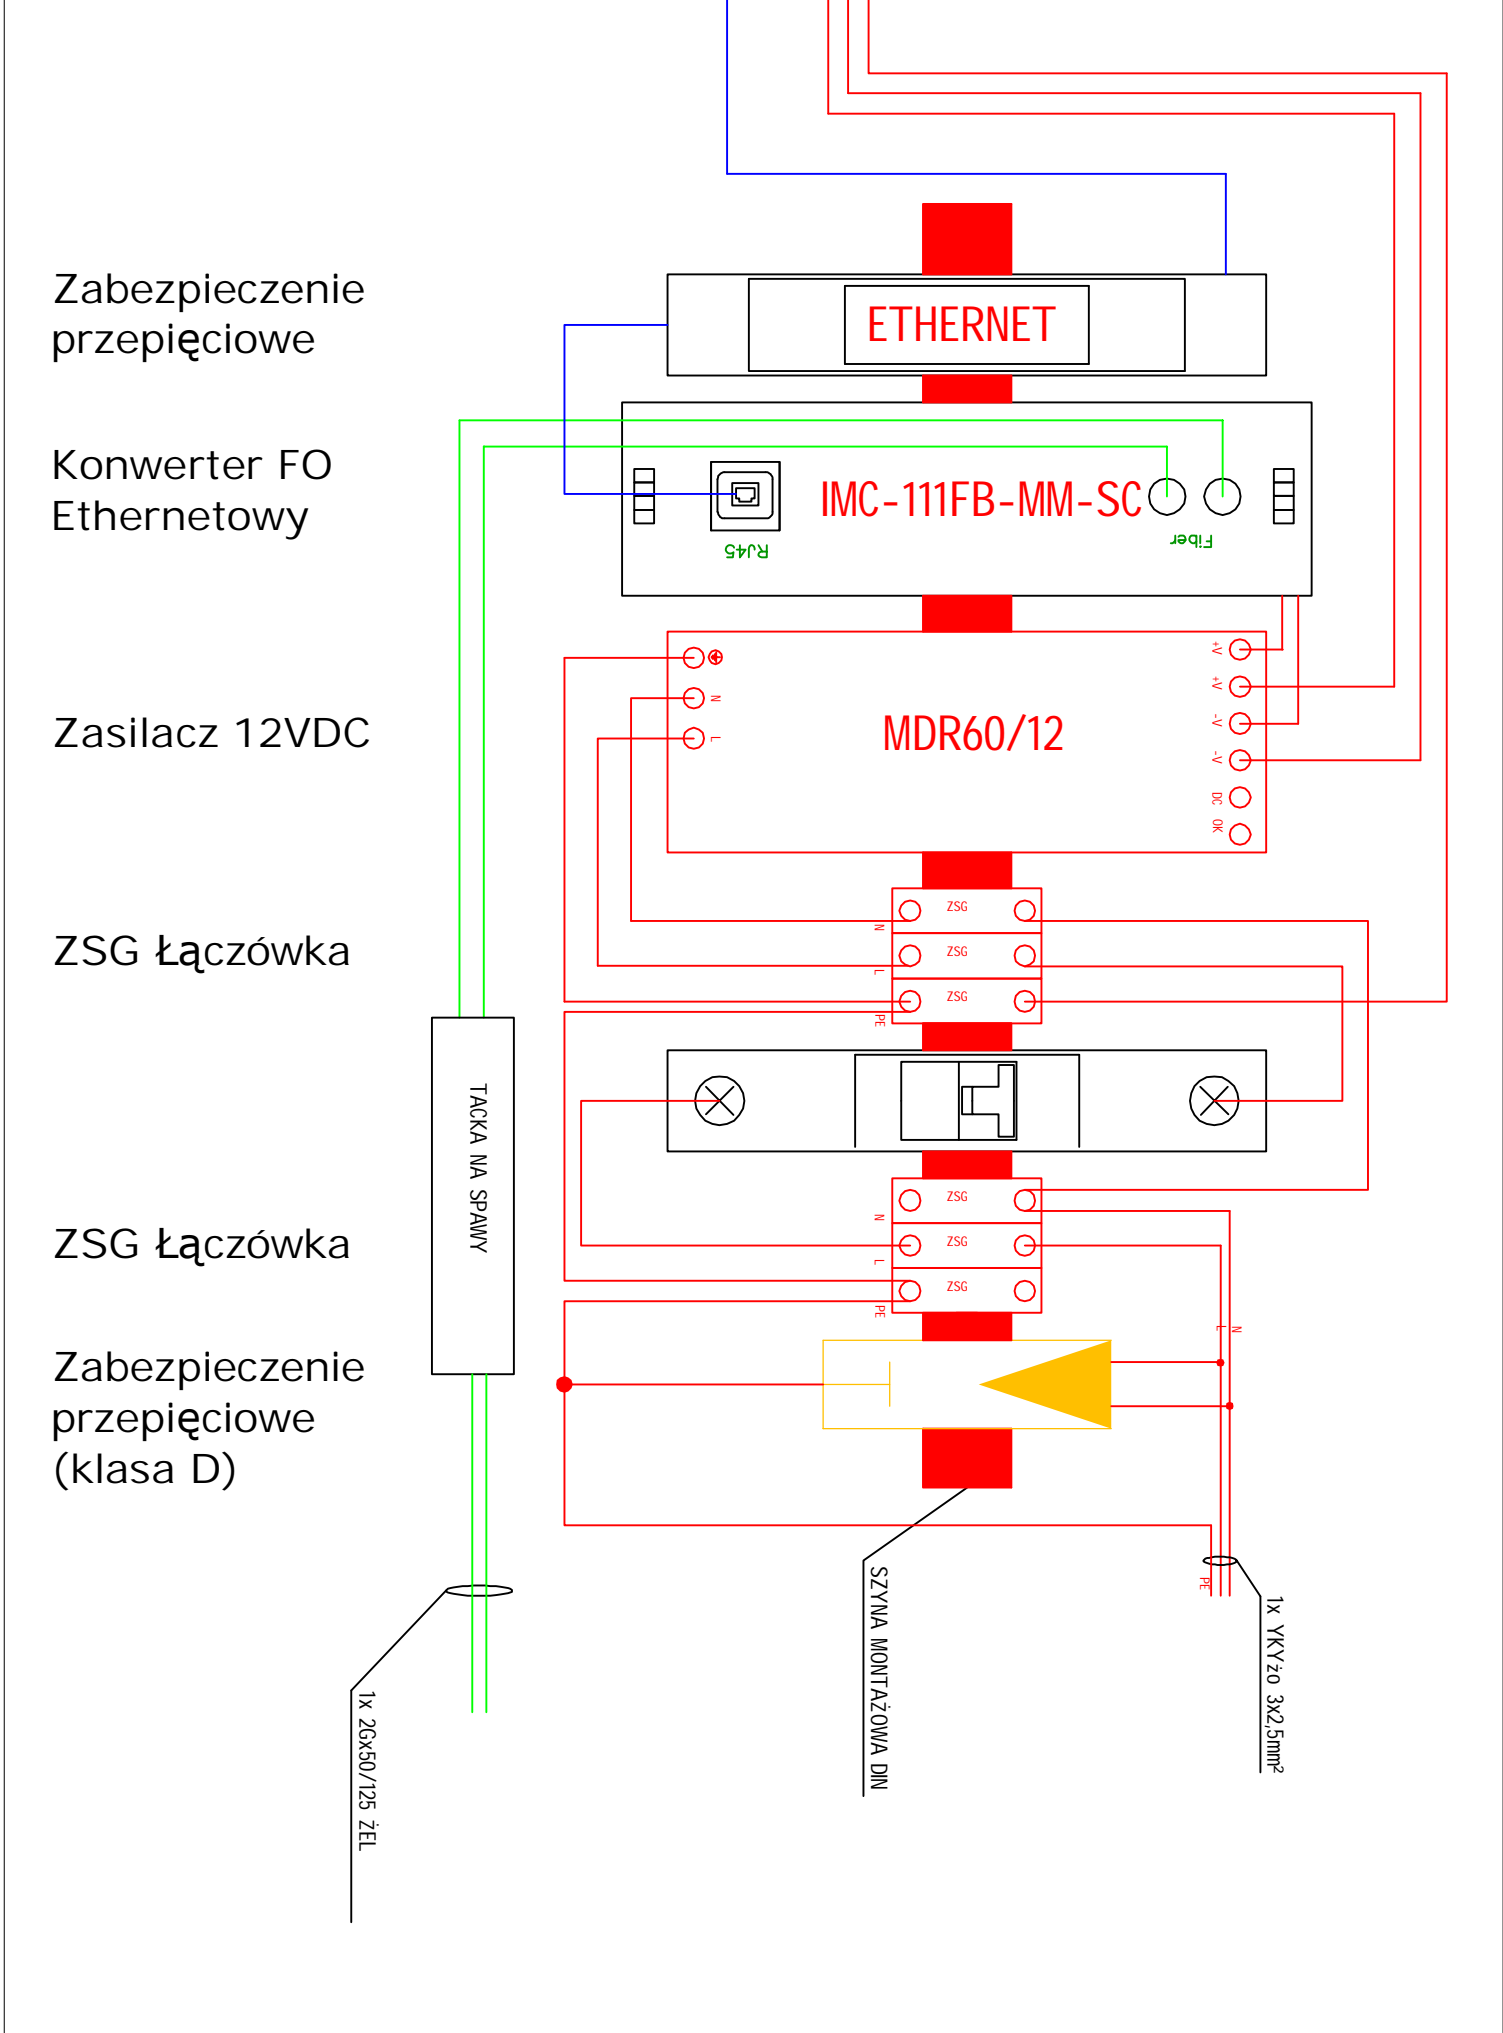 Zabezpieczenie
przepięciowe
ETHERNET
Konwerter FO
Ethernetowy
IMC-111FB-MM-SC
RJ45
Fiber
Zasilacz 12VDC
MDR60/12
N
L
+V
+V
-V
-V
DC
OK
ZSG Łączówka
ZSG
ZSG
ZSG
N
L
PE
TACKA NA SPAWY
ZSG Łączówka
ZSG
ZSG
ZSG
N
L
PE
L
N
Zabezpieczenie
przepięciowe
(klasa D)
PE
SZYNA MONTAŻOWA DIN
1x YKYżo 3x2,5mm²
1x 2Gx50/125 ŻEL